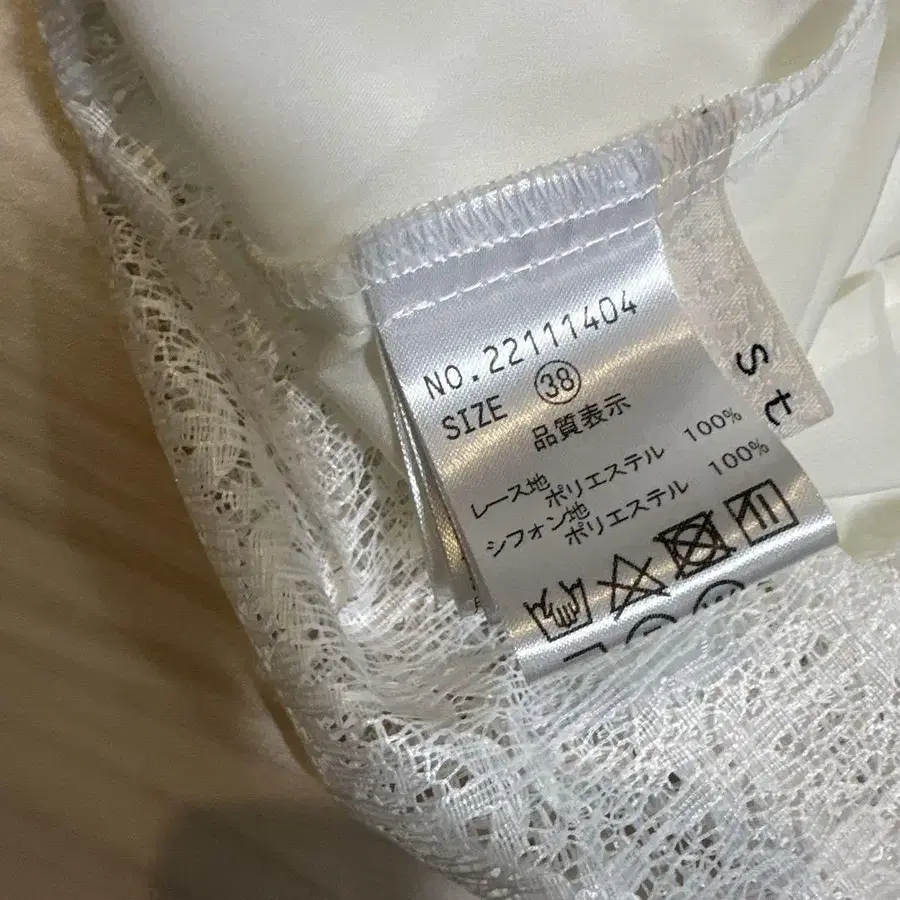 NO.22111404
SIZE 38
品質表示
レース地 ポリエステル 100%
シフォン地 ポリエステル 100%
S
t